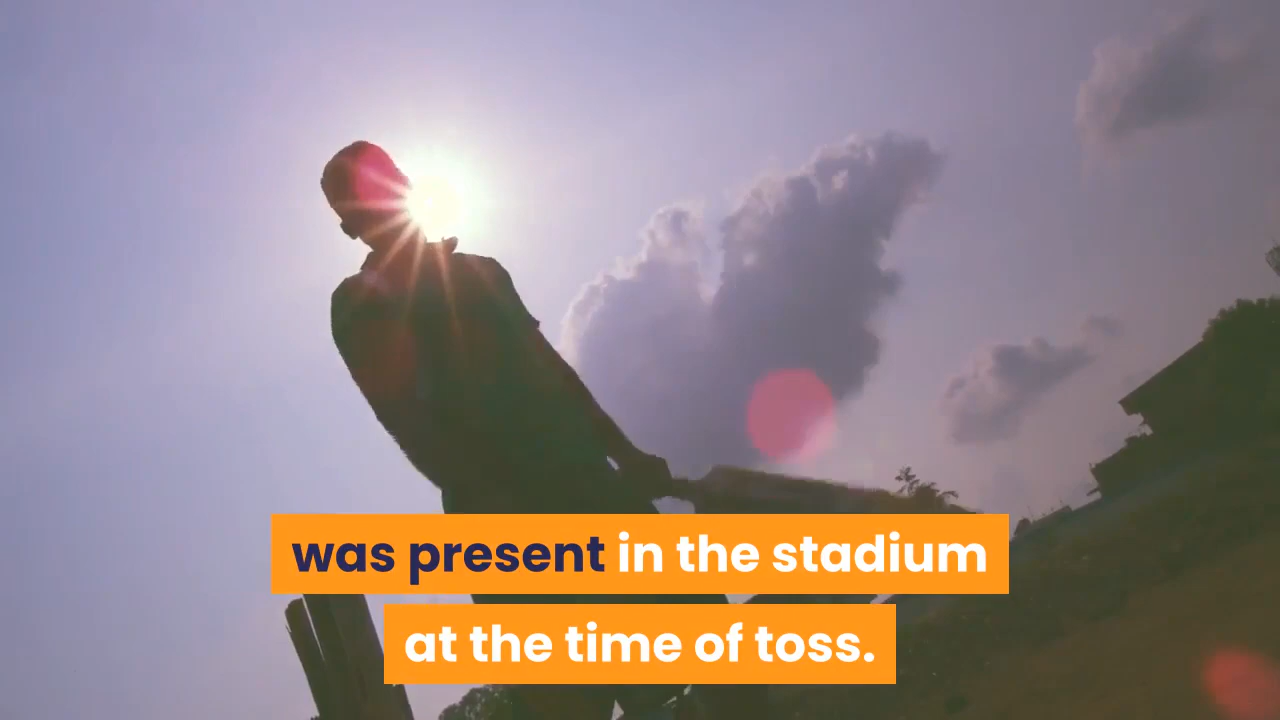 was present in the stadium
at the time of toss.